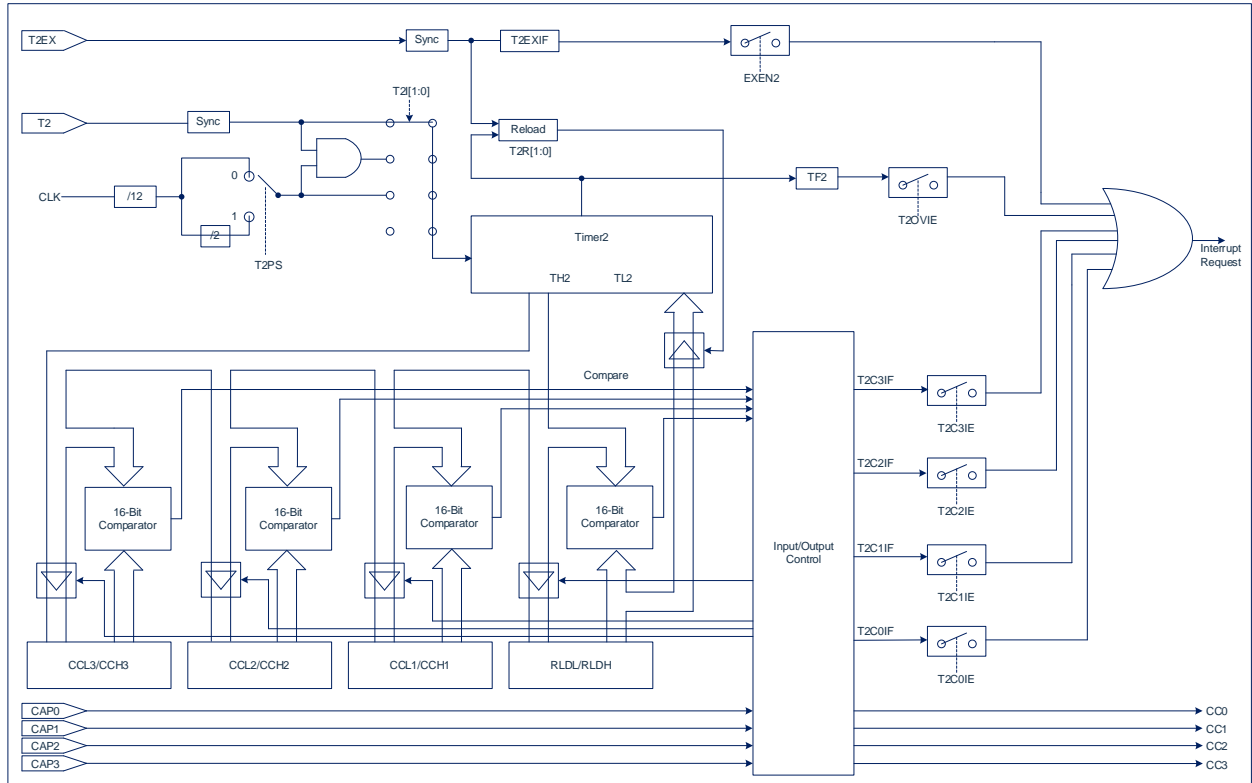 T2EX
Sync
T2EXIF
EXEN2
T2I[1:0]
T2
Sync
Reload
T2R[1:0]
0
CLK
/12
1
/2
T2PS
TF2
T2OVIE
Timer2
TH2 TL2
Interrupt
Request
Compare
T2C3IF
T2C3IE
T2C2IF
T2C2IE
16-Bit
Comparator
16-Bit
Comparator
16-Bit
Comparator
16-Bit
Comparator
Input/Output
Control
T2C1IF
T2C1IE
T2C0IF
T2C0IE
CCL3/CCH3
CCL2/CCH2
CCL1/CCH1
RLDL/RLDH
CAP0
CC0
CAP1
CC1
CAP2
CC2
CAP3
CC3